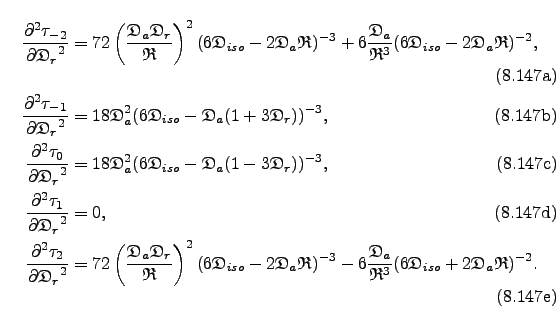 ∂²τ₋₂/∂𝔇ᵣ² = 72 (𝔇ₐ𝔇ᵣ/ℜ)² (6𝔇ᵢₛₒ − 2𝔇ₐℜ)⁻³ + 6 𝔇ₐ/ℜ³ (6𝔇ᵢₛₒ − 2𝔇ₐℜ)⁻²,
(8.147a)
∂²τ₋₁/∂𝔇ᵣ² = 18𝔇ₐ²(6𝔇ᵢₛₒ − 𝔇ₐ(1 + 3𝔇ᵣ))⁻³, (8.147b)
∂²τ₀/∂𝔇ᵣ² = 18𝔇ₐ²(6𝔇ᵢₛₒ − 𝔇ₐ(1 − 3𝔇ᵣ))⁻³, (8.147c)
∂²τ₁/∂𝔇ᵣ² = 0, (8.147d)
∂²τ₂/∂𝔇ᵣ² = 72 (𝔇ₐ𝔇ᵣ/ℜ)² (6𝔇ᵢₛₒ − 2𝔇ₐℜ)⁻³ − 6 𝔇ₐ/ℜ³ (6𝔇ᵢₛₒ + 2𝔇ₐℜ)⁻².
(8.147e)